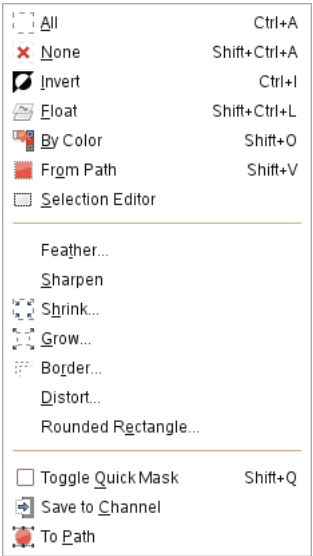 All Ctrl+A
None Shift+Ctrl+A
Invert Ctrl+I
Float Shift+Ctrl+L
By Color Shift+O
From Path Shift+V
Selection Editor
Feather...
Sharpen
Shrink...
Grow...
Border...
Distort...
Rounded Rectangle...
Toggle Quick Mask Shift+Q
Save to Channel
To Path